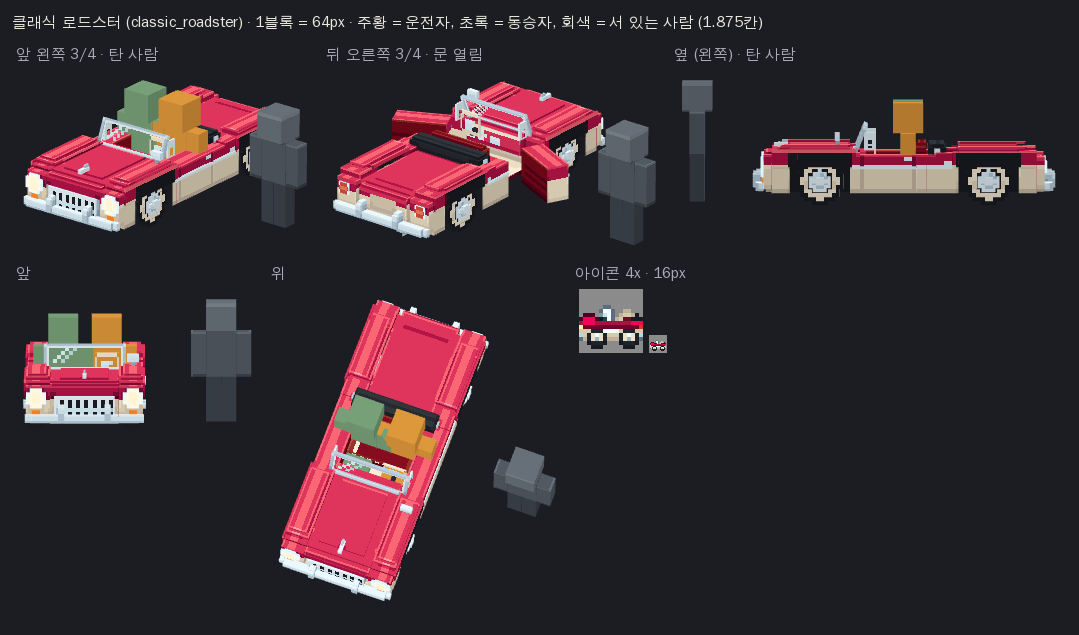 클래식 로드스터 (classic_roadster) · 1블록 = 64px · 주황 = 운전자, 초록 = 동승자, 회색 = 서 있는 사람 (1.875칸)
앞 왼쪽 3/4 · 탄 사람
뒤 오른쪽 3/4 · 문 열림
옆 (왼쪽) · 탄 사람
앞
위
아이콘 4x · 16px